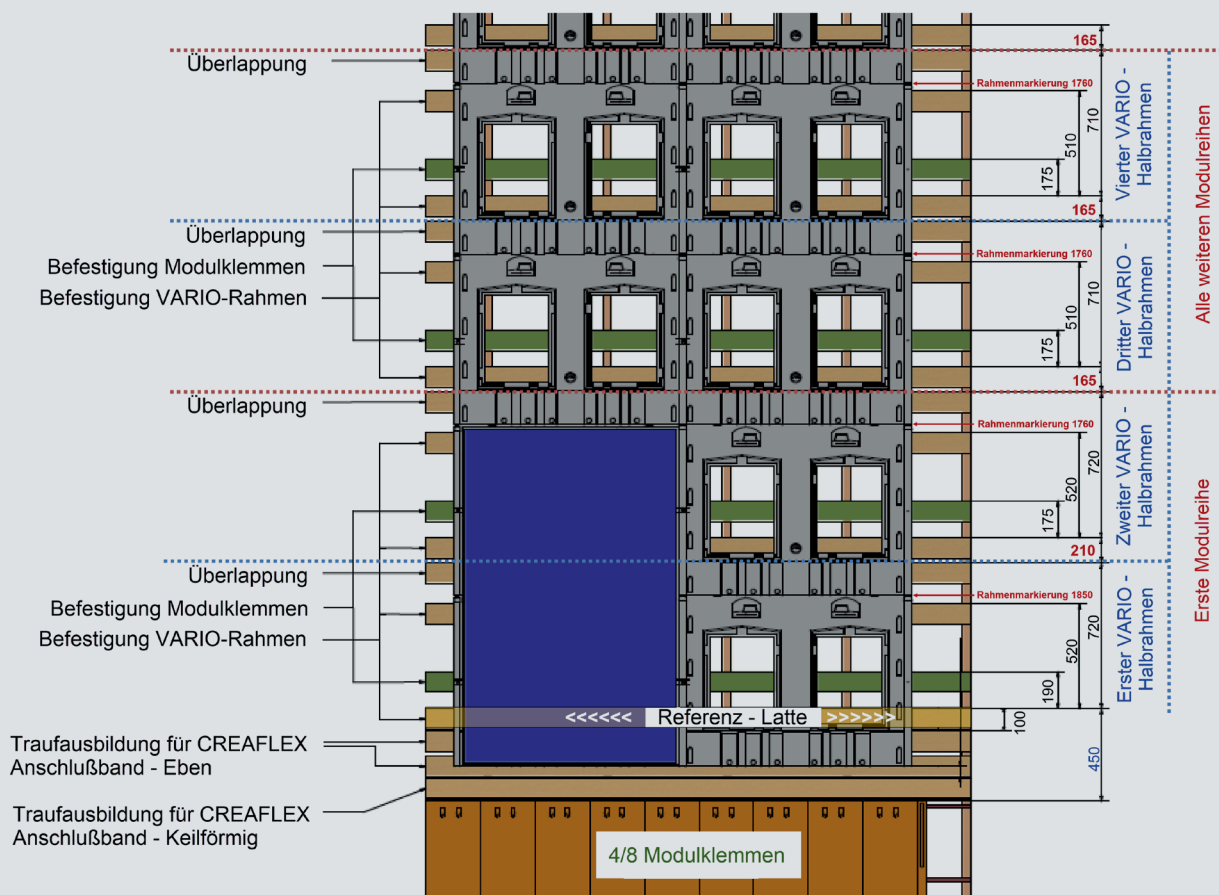 165
Überlappung
Rahmenmarkierung 1760
710
510
175
165
Vierter VARIO -
Halbrahmen
Alle weiteren Modulreihen
Überlappung
Befestigung Modulklemmen
Befestigung VARIO-Rahmen
Rahmenmarkierung 1760
710
510
175
165
Dritter VARIO -
Halbrahmen
Überlappung
Rahmenmarkierung 1760
720
520
175
210
Zweiter VARIO -
Halbrahmen
Erste Modulreihe
Überlappung
Befestigung Modulklemmen
Befestigung VARIO-Rahmen
Rahmenmarkierung 1850
720
520
190
Erster VARIO -
Halbrahmen
<<<<<< Referenz - Latte >>>>>>
100
450
Traufausbildung für CREAFLEX
Anschlußband - Eben
Traufausbildung für CREAFLEX
Anschlußband - Keilförmig
4/8 Modulklemmen